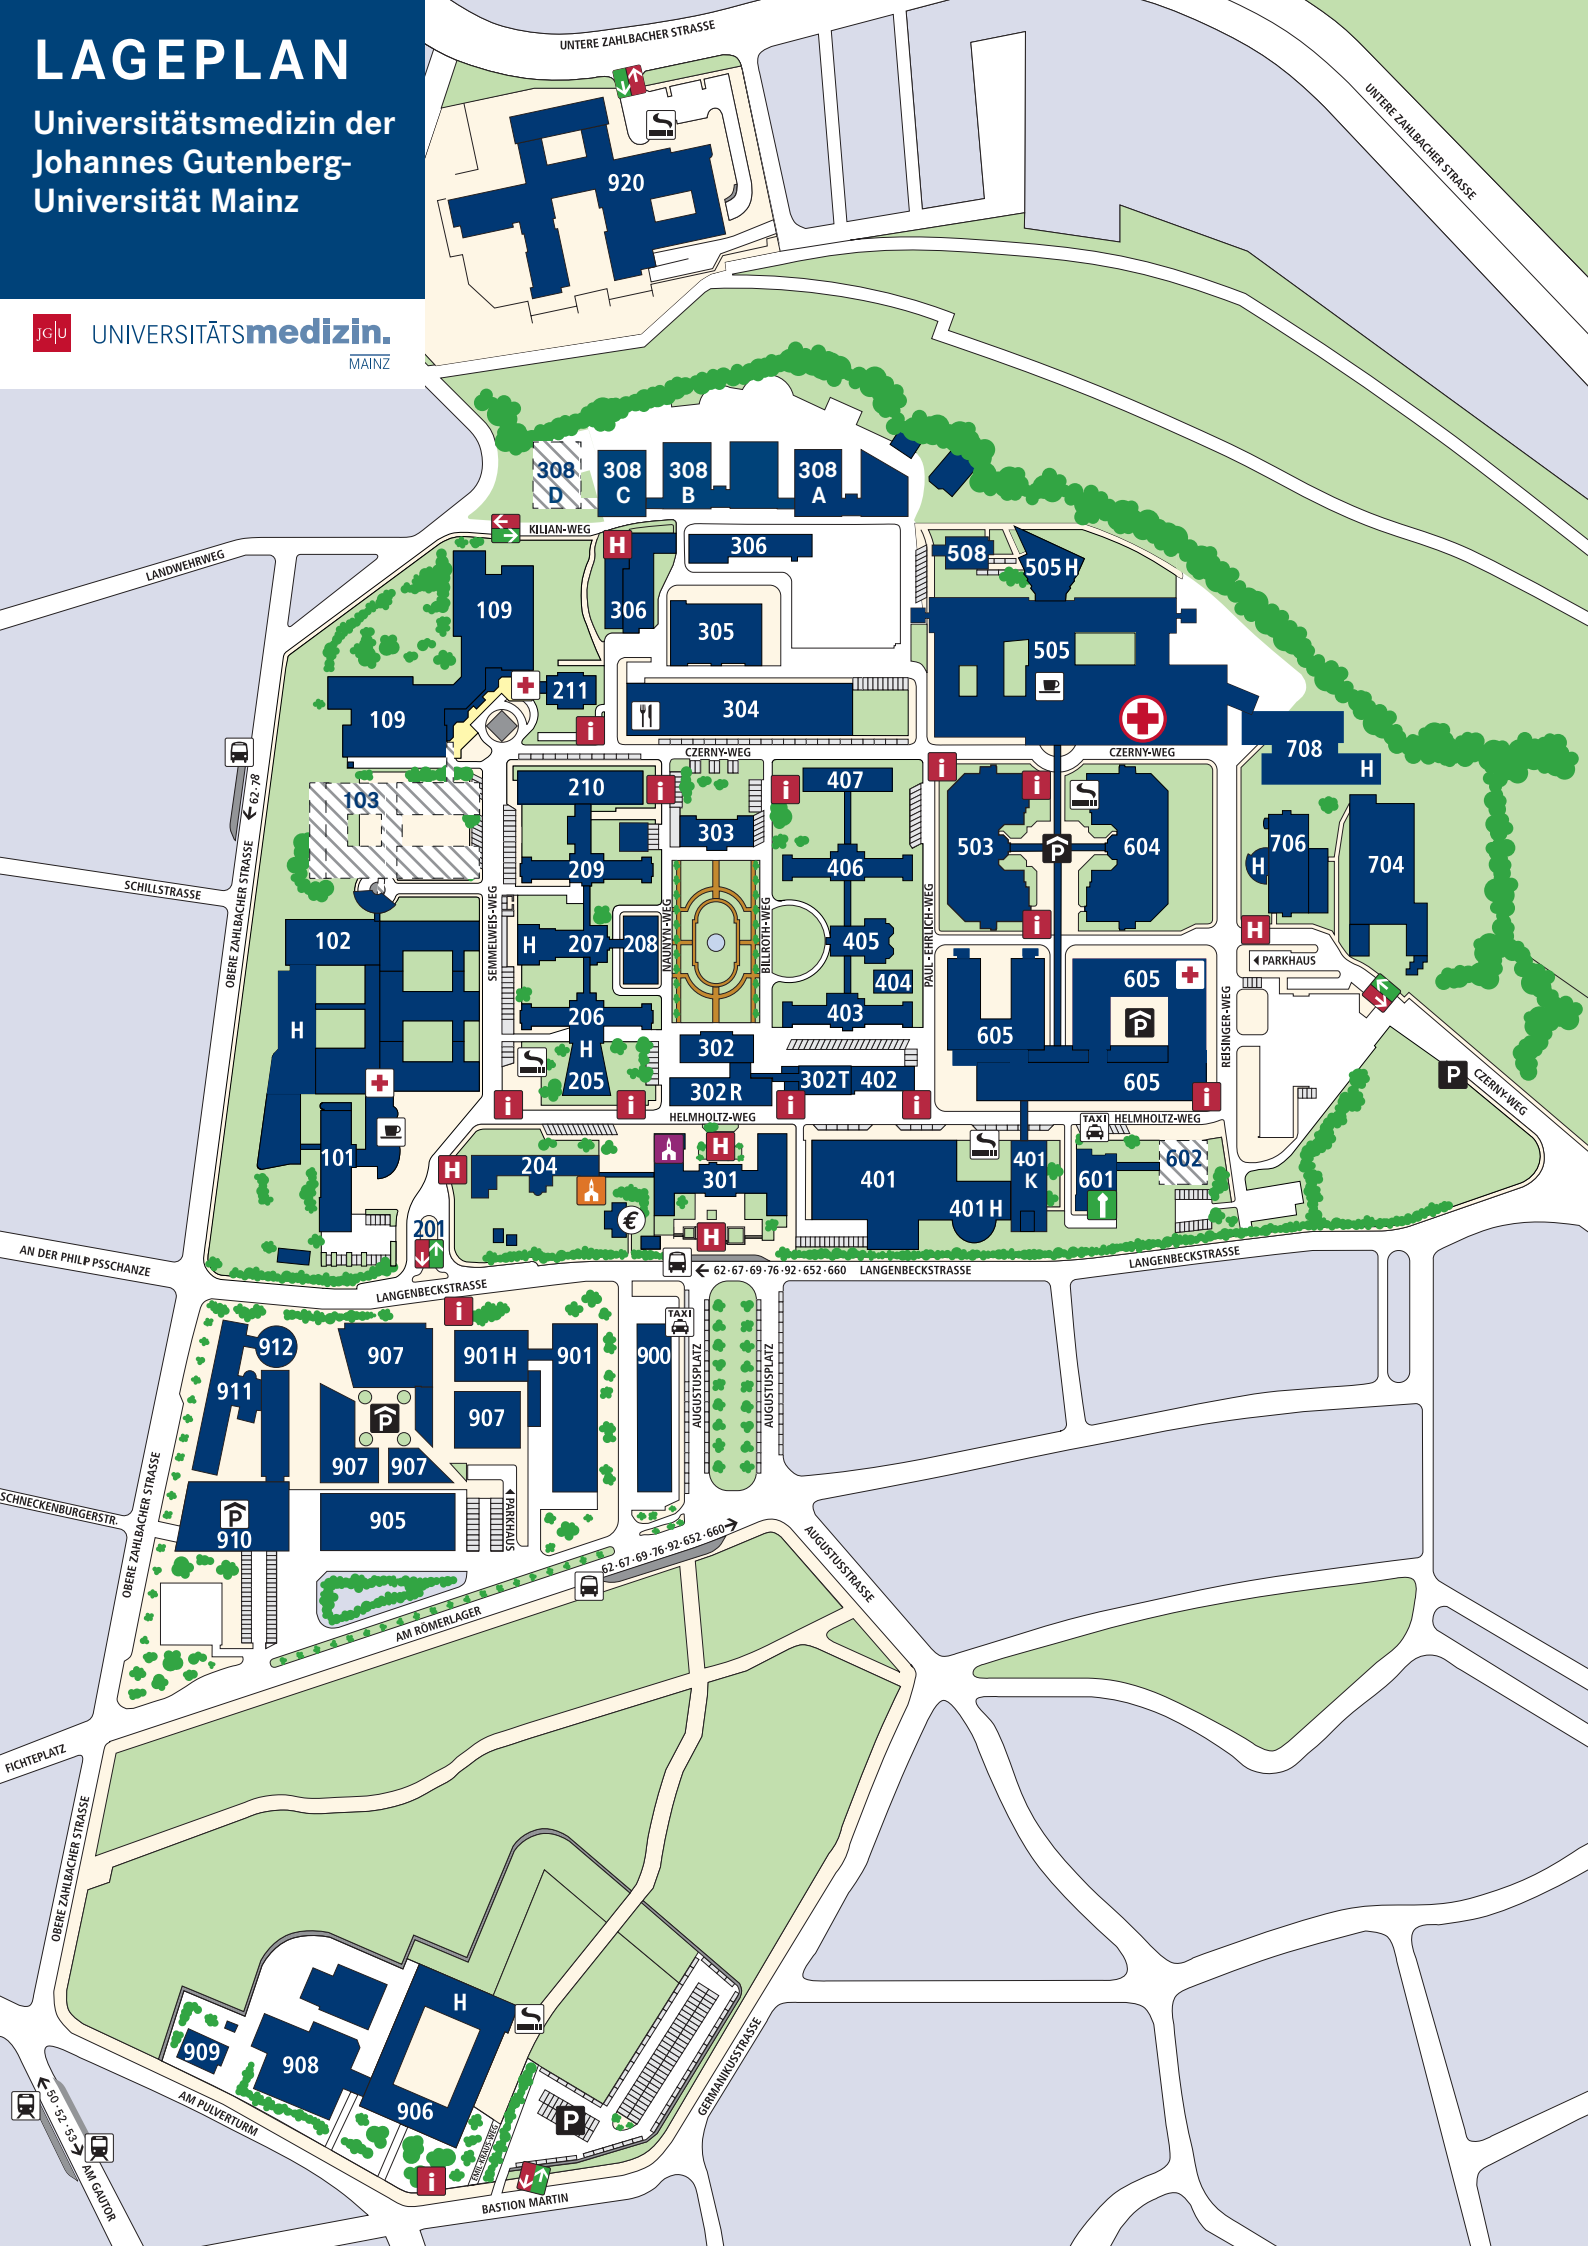 LAGEPLAN
Universitätsmedizin der
Johannes Gutenberg-
Universität Mainz
JG|U
UNIVERSITÄTSmedizin.
MAINZ
UNTERE ZAHLBACHER STRASSE
UNTERE ZAHLBACHER STRASSE
UNTERE ZAHLBACHER STRASSE
920
308
D
308
C
308
B
308
A
KILIAN-WEG
LANDWEHRWEG
H
306
306
508
505 H
109
305
505
211
304
109
i
CZERNY-WEG
CZERNY-WEG
708
H
62·78
103
210
i
i
407
i
i
303
503
P
604
706
H
704
209
406
SCHILLSTRASSE
OBERE ZAHLBACHER STRASSE
SEMMELWEIS-WEG
NAUNYN-WEG
BILLROTH-WEG
PAUL-EHRLICH-WEG
i
H
102
H
207
208
405
PARKHAUS
404
605
P
605
206
403
H
H
205
302
302 R
302T
402
605
REISINGER-WEG
P
CZERNY-WEG
i
i
i
i
i
HELMHOLTZ-WEG
HELMHOLTZ-WEG
TAXI
101
H
204
H
301
401
401
K
401 H
601
602
201
€
H
AN DER PHILIPPSSCHANZE
62·67·69·76·92·652·660
LANGENBECKSTRASSE
LANGENBECKSTRASSE
LANGENBECKSTRASSE
i
TAXI
912
907
901 H
901
900
911
P
907
AUGUSTUSPLATZ
AUGUSTUSPLATZ
907
907
SCHNECKENBURGERSTR.
OBERE ZAHLBACHER STRASSE
P
910
905
PARKHAUS
62·67·69·76·92·652·660
AUGUSTUSSTRASSE
AM RÖMERLAGER
FICHTEPLATZ
OBERE ZAHLBACHER STRASSE
H
909
908
906
P
GERMANIKUSSTRASSE
50·52·53
AM GAUTOR
AM PULVERTURM
EMIL-KRAUS-WEG
i
BASTION MARTIN